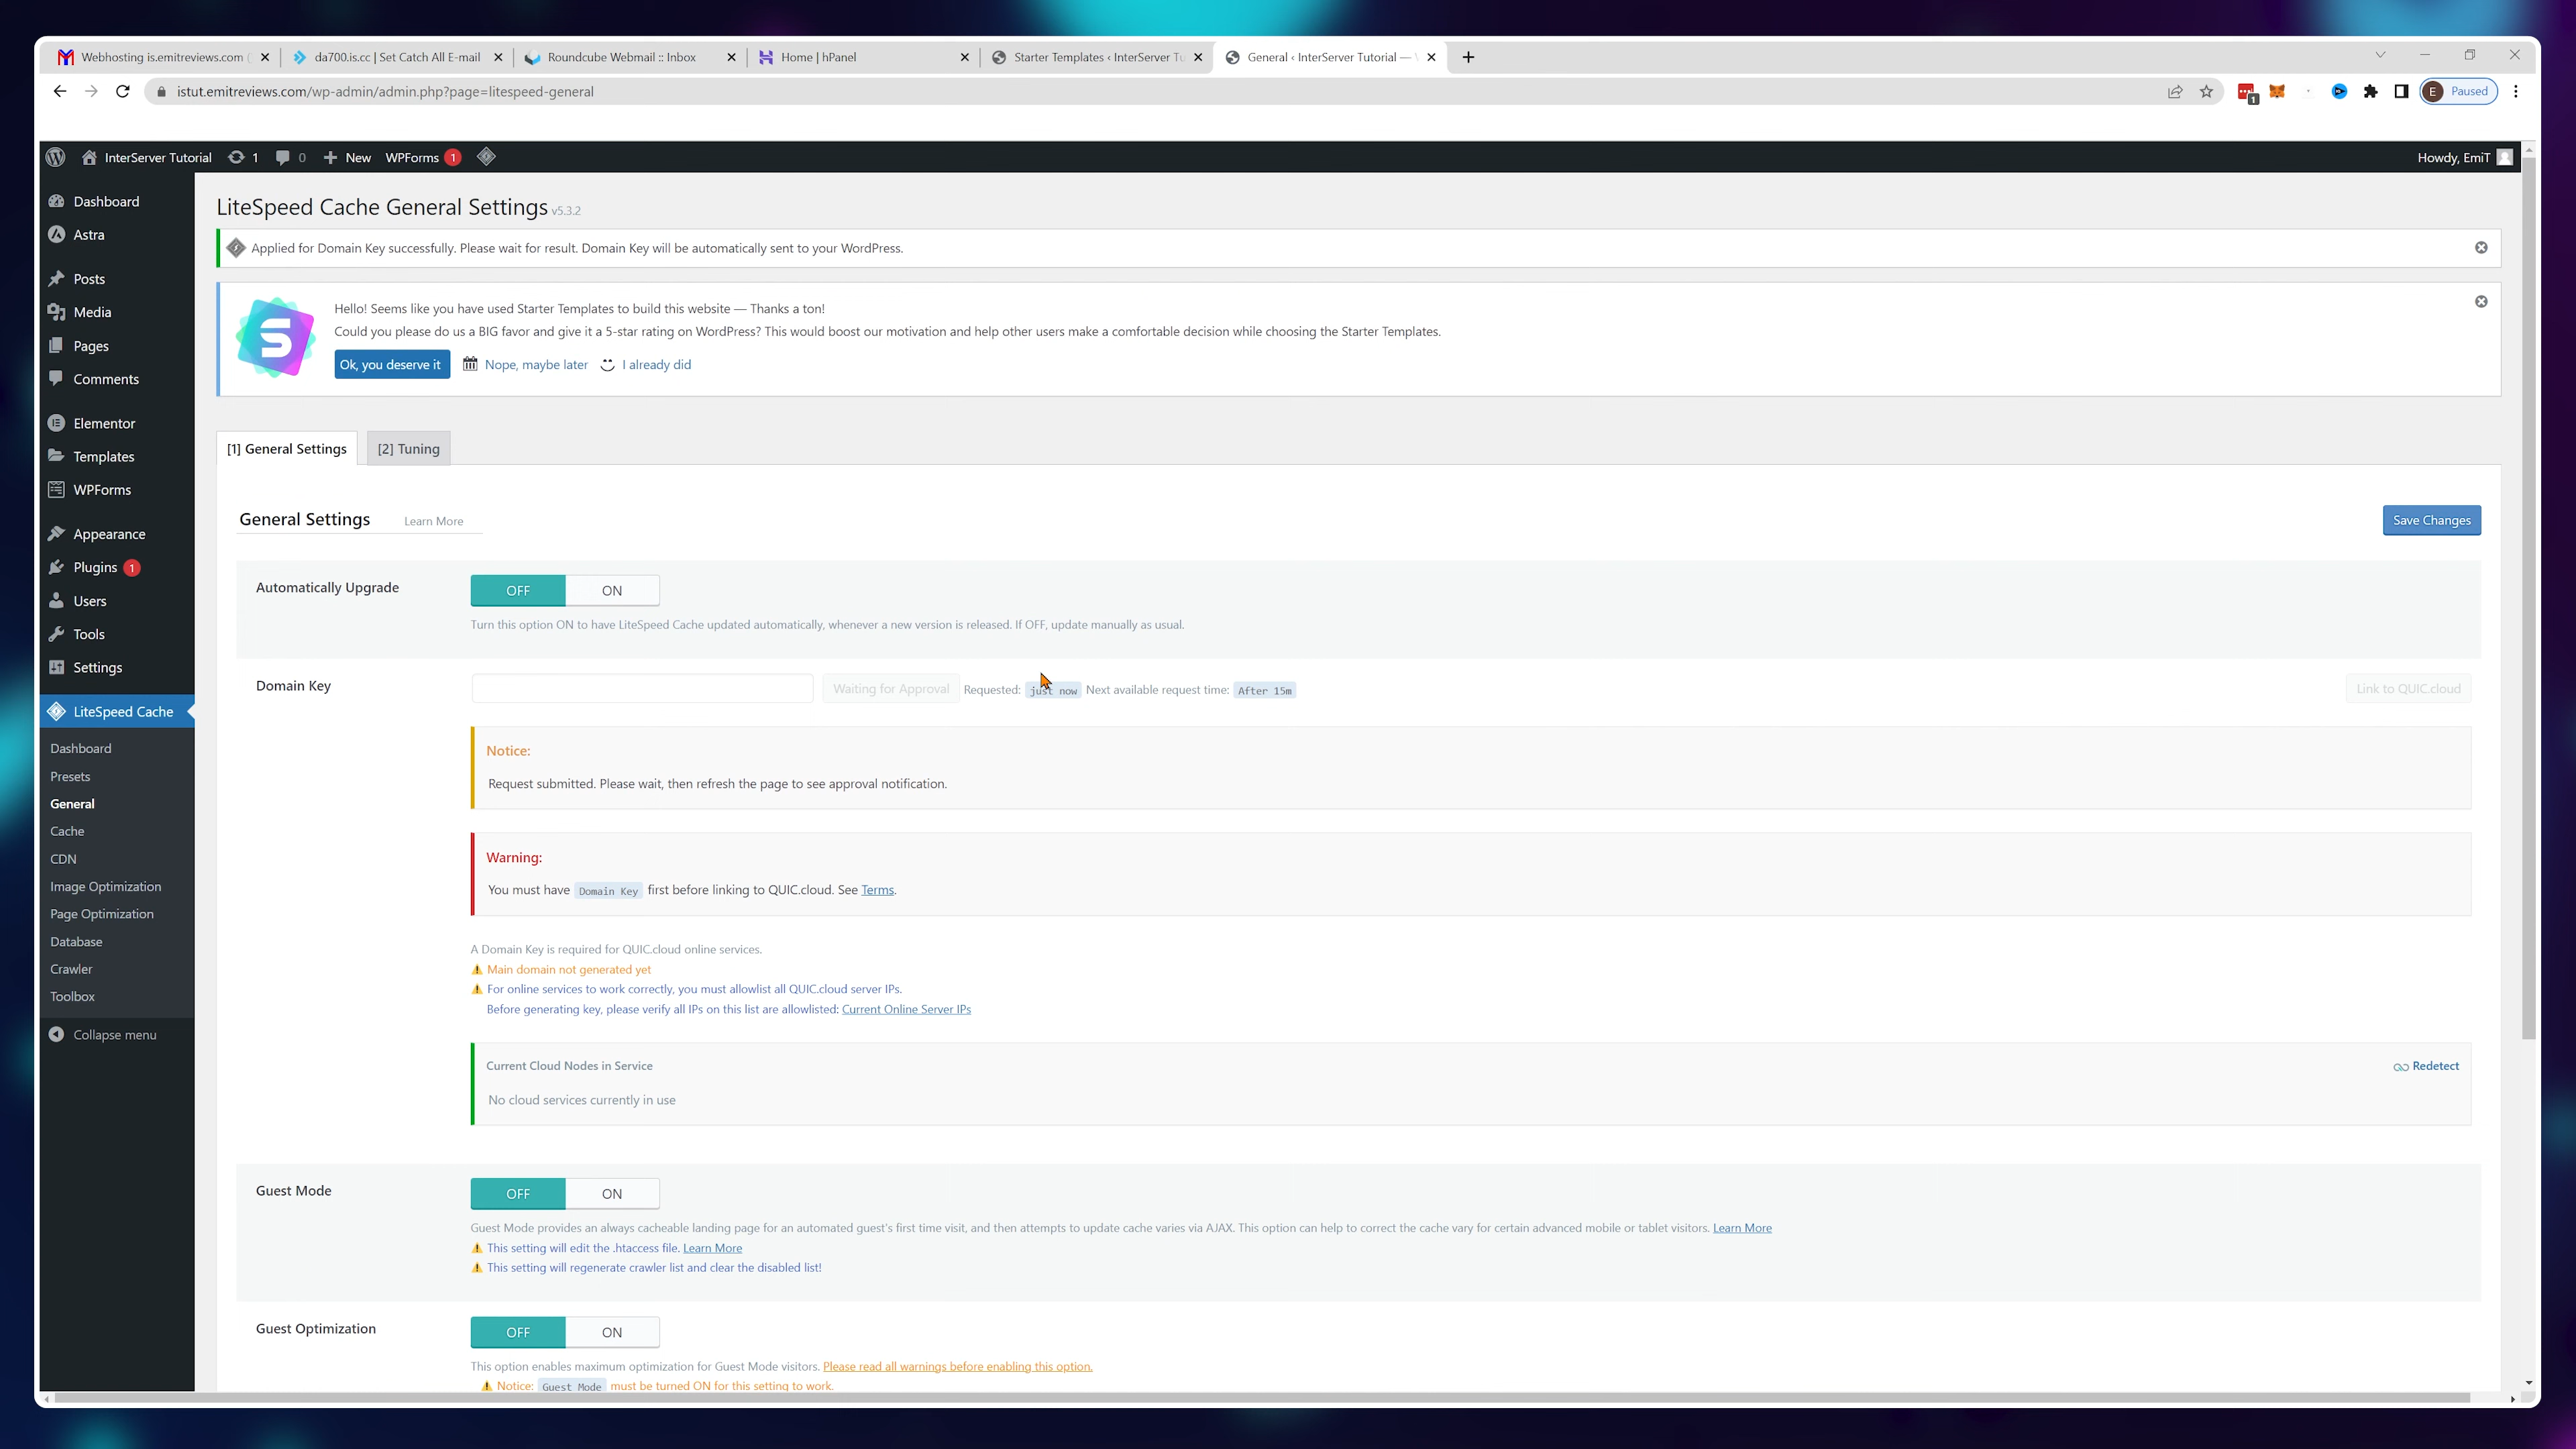 Webhosting is.emitreviews.com (
da700.is.cc | Set Catch All E-mail
Roundcube Webmail :: Inbox
Home | hPanel
Starter Templates ‹ InterServer Tu
General ‹ InterServer Tutorial —
istut.emitreviews.com/wp-admin/admin.php?page=litespeed-general
1
E
Paused
InterServer Tutorial
1
0
New
WPForms 1
Howdy, EmiT
Dashboard
Astra
Posts
Media
Pages
Comments
Elementor
Templates
WPForms
Appearance
Plugins 1
Users
Tools
Settings
LiteSpeed Cache
Dashboard
Presets
General
Cache
CDN
Image Optimization
Page Optimization
Database
Crawler
Toolbox
Collapse menu
LiteSpeed Cache General Settings v5.3.2
Applied for Domain Key successfully. Please wait for result. Domain Key will be automatically sent to your WordPress.
S
Hello! Seems like you have used Starter Templates to build this website — Thanks a ton!
Could you please do us a BIG favor and give it a 5-star rating on WordPress? This would boost our motivation and help other users make a comfortable decision while choosing the Starter Templates.
Ok, you deserve it
Nope, maybe later
I already did
[1] General Settings
[2] Tuning
General Settings
Learn More
Save Changes
Automatically Upgrade
OFF
ON
Turn this option ON to have LiteSpeed Cache updated automatically, whenever a new version is released. If OFF, update manually as usual.
Domain Key
Waiting for Approval
Requested: just now Next available request time: After 15m
Link to QUIC.cloud
Notice:
Request submitted. Please wait, then refresh the page to see approval notification.
Warning:
You must have Domain Key first before linking to QUIC.cloud. See Terms.
A Domain Key is required for QUIC.cloud online services.
Main domain not generated yet
For online services to work correctly, you must allowlist all QUIC.cloud server IPs.
Before generating key, please verify all IPs on this list are allowlisted: Current Online Server IPs
Current Cloud Nodes in Service
Redetect
No cloud services currently in use
Guest Mode
OFF
ON
Guest Mode provides an always cacheable landing page for an automated guest's first time visit, and then attempts to update cache varies via AJAX. This option can help to correct the cache vary for certain advanced mobile or tablet visitors. Learn More
This setting will edit the .htaccess file. Learn More
This setting will regenerate crawler list and clear the disabled list!
Guest Optimization
OFF
ON
This option enables maximum optimization for Guest Mode visitors. Please read all warnings before enabling this option.
Notice: Guest Mode must be turned ON for this setting to work.